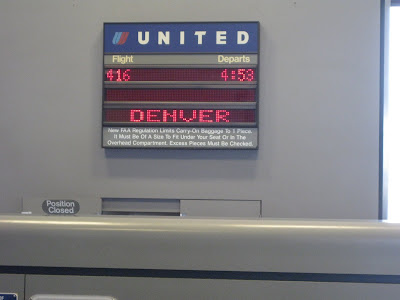 UNITED
Flight Departs
416 4:53
DENVER
New FAA Regulation Limits Carry-On Baggage To 1 Piece.
It Must Be Of A Size To Fit Under Your Seat Or In The
Overhead Compartment. Excess Pieces Must Be Checked.
Position
Closed